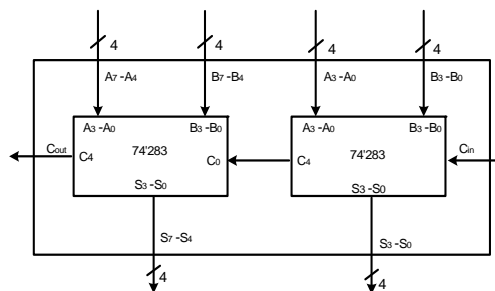 4 4 4 4
A7 -A4 B7 -B4 A3 -A0 B3 -B0
A3 -A0 B3 -B0 A3 -A0 B3 -B0
Cout C4 74'283 C0 C4 74'283 Cin
S3 -S0 S3 -S0
S7 -S4 S3 -S0
4 4